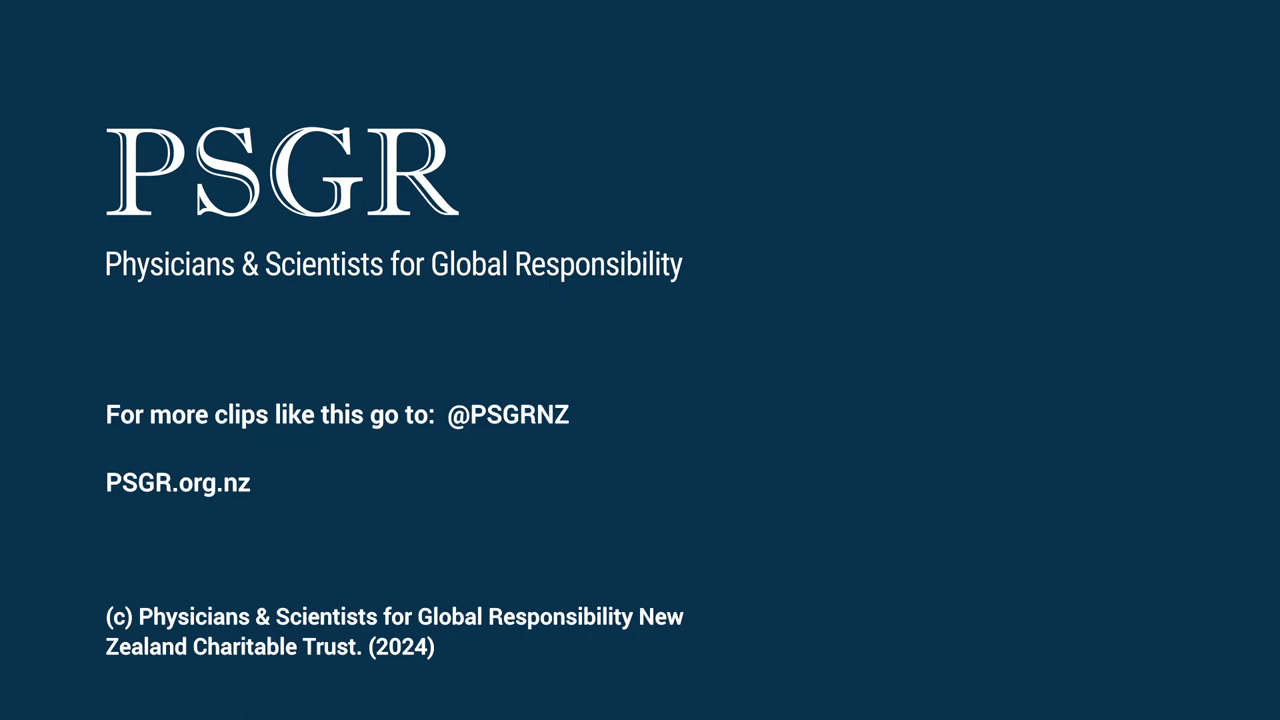 PSGR
Physicians & Scientists for Global Responsibility
For more clips like this go to: @PSGRNZ
PSGR.org.nz
(c) Physicians & Scientists for Global Responsibility New
Zealand Charitable Trust. (2024)